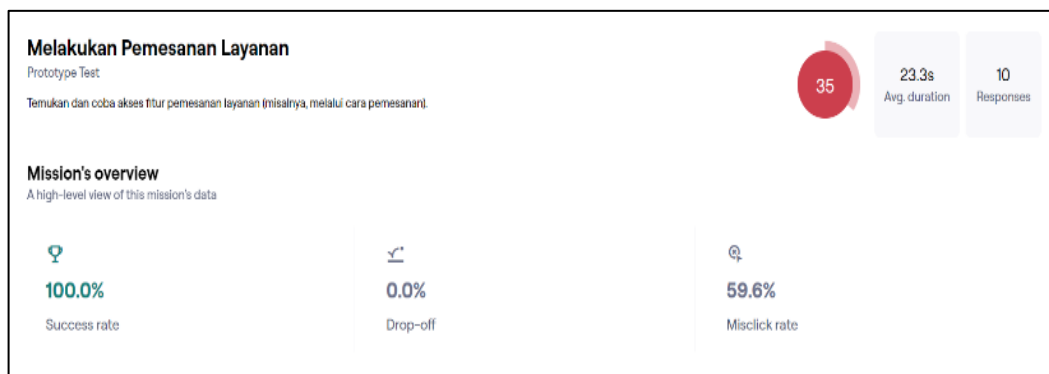 Melakukan Pemesanan Layanan
Prototype Test
Temukan dan coba akses fitur pemesanan layanan (misalnya, melalui cara pemesanan).
35
23.3s
Avg. duration
10
Responses
Mission's overview
A high-level view of this mission's data
100.0%
Success rate
0.0%
Drop-off
59.6%
Misclick rate